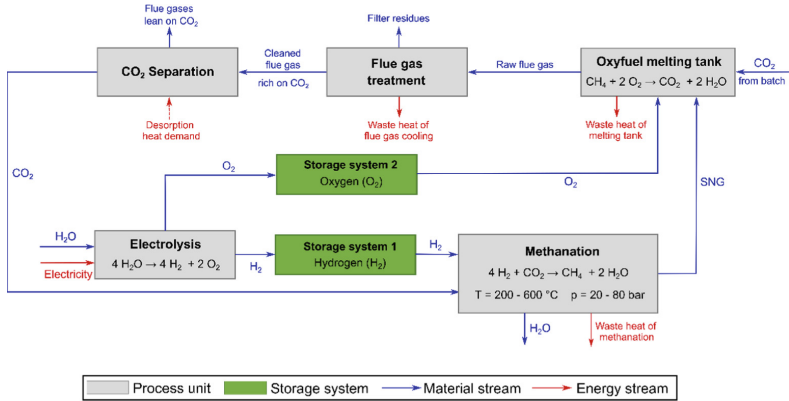 Flue gases
lean on CO₂
Filter residues
CO₂ Separation
Cleaned
flue gas
rich on CO₂
Flue gas
treatment
Raw flue gas
Oxyfuel melting tank
CH₄ + 2 O₂ → CO₂ + 2 H₂O
CO₂
from batch
Desorption
heat demand
Waste heat of
flue gas cooling
Waste heat of
melting tank
CO₂
O₂
Storage system 2
Oxygen (O₂)
O₂
SNG
H₂O
Electricity
Electrolysis
4 H₂O → 4 H₂ + 2 O₂
H₂
Storage system 1
Hydrogen (H₂)
H₂
Methanation
4 H₂ + CO₂ → CH₄ + 2 H₂O
T = 200 - 600 °C p = 20 - 80 bar
H₂O
Waste heat of
methanation
Process unit
Storage system
Material stream
Energy stream